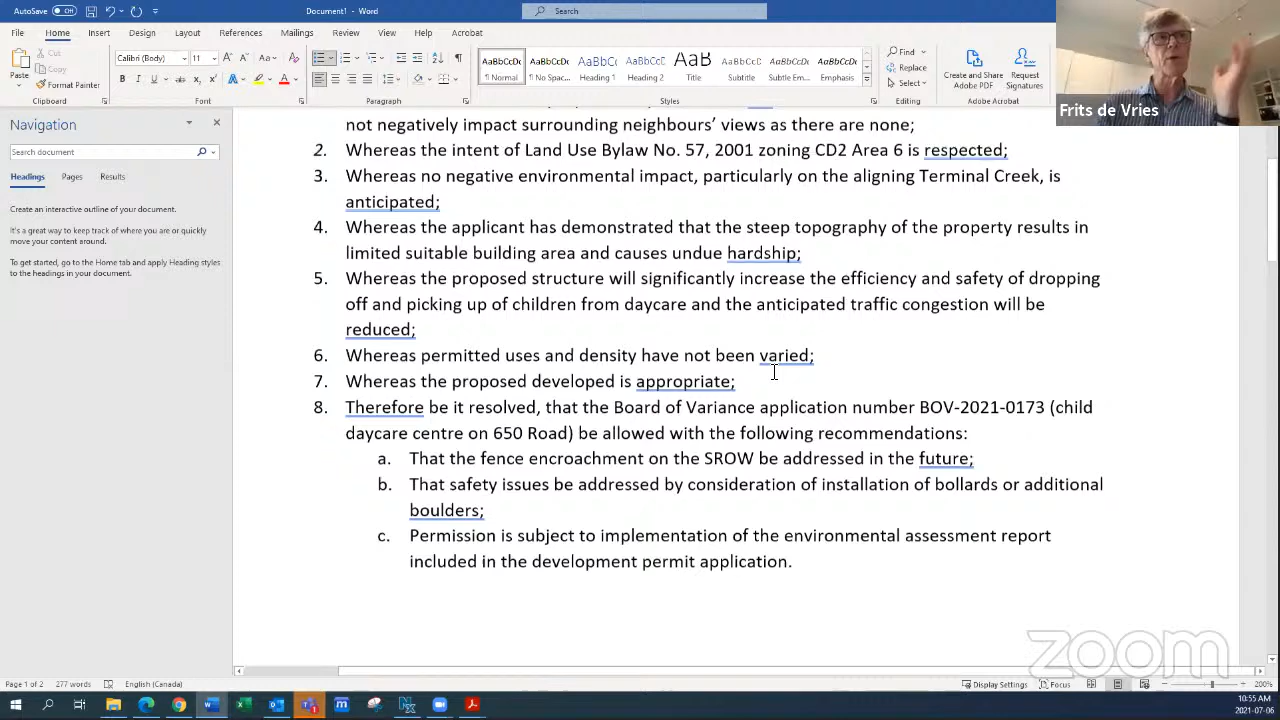 AutoSave Off Document1 - Word Search
File Home Insert Draw Design Layout References Mailings Review View Help Acrobat
Paste Cut Copy Format Painter Clipboard
Calibri (Body) 11 Font
Paragraph
AaBbCcDc AaBbCcDc AaBbCc AaBbCcC AaB AaBbCcD AaBbCcDc AaBbCcDc
Normal No Spac... Heading 1 Heading 2 Title Subtitle Subtle Em... Emphasis
Styles
Find Replace Select Editing
Create and Share Adobe PDF Request Signatures
Adobe Acrobat
Frits de Vries
Navigation
Search document
Headings Pages Results
Create an interactive outline of your document.
It's a great way to keep track of where you are or quickly
move your content around.
To get started, go to the Home tab and apply Heading styles
to the headings in your document.
not negatively impact surrounding neighbours' views as there are none;
2. Whereas the intent of Land Use Bylaw No. 57, 2001 zoning CD2 Area 6 is respected;
3. Whereas no negative environmental impact, particularly on the aligning Terminal Creek, is
anticipated;
4. Whereas the applicant has demonstrated that the steep topography of the property results in
limited suitable building area and causes undue hardship;
5. Whereas the proposed structure will significantly increase the efficiency and safety of dropping
off and picking up of children from daycare and the anticipated traffic congestion will be
reduced;
6. Whereas permitted uses and density have not been varied;
7. Whereas the proposed developed is appropriate;
8. Therefore be it resolved, that the Board of Variance application number BOV-2021-0173 (child
daycare centre on 650 Road) be allowed with the following recommendations:
a. That the fence encroachment on the SROW be addressed in the future;
b. That safety issues be addressed by consideration of installation of bollards or additional
boulders;
c. Permission is subject to implementation of the environmental assessment report
included in the development permit application.
zoom
Page 1 of 2 277 words English (Canada) Display Settings Focus 200%
10:55 AM
2021-07-06